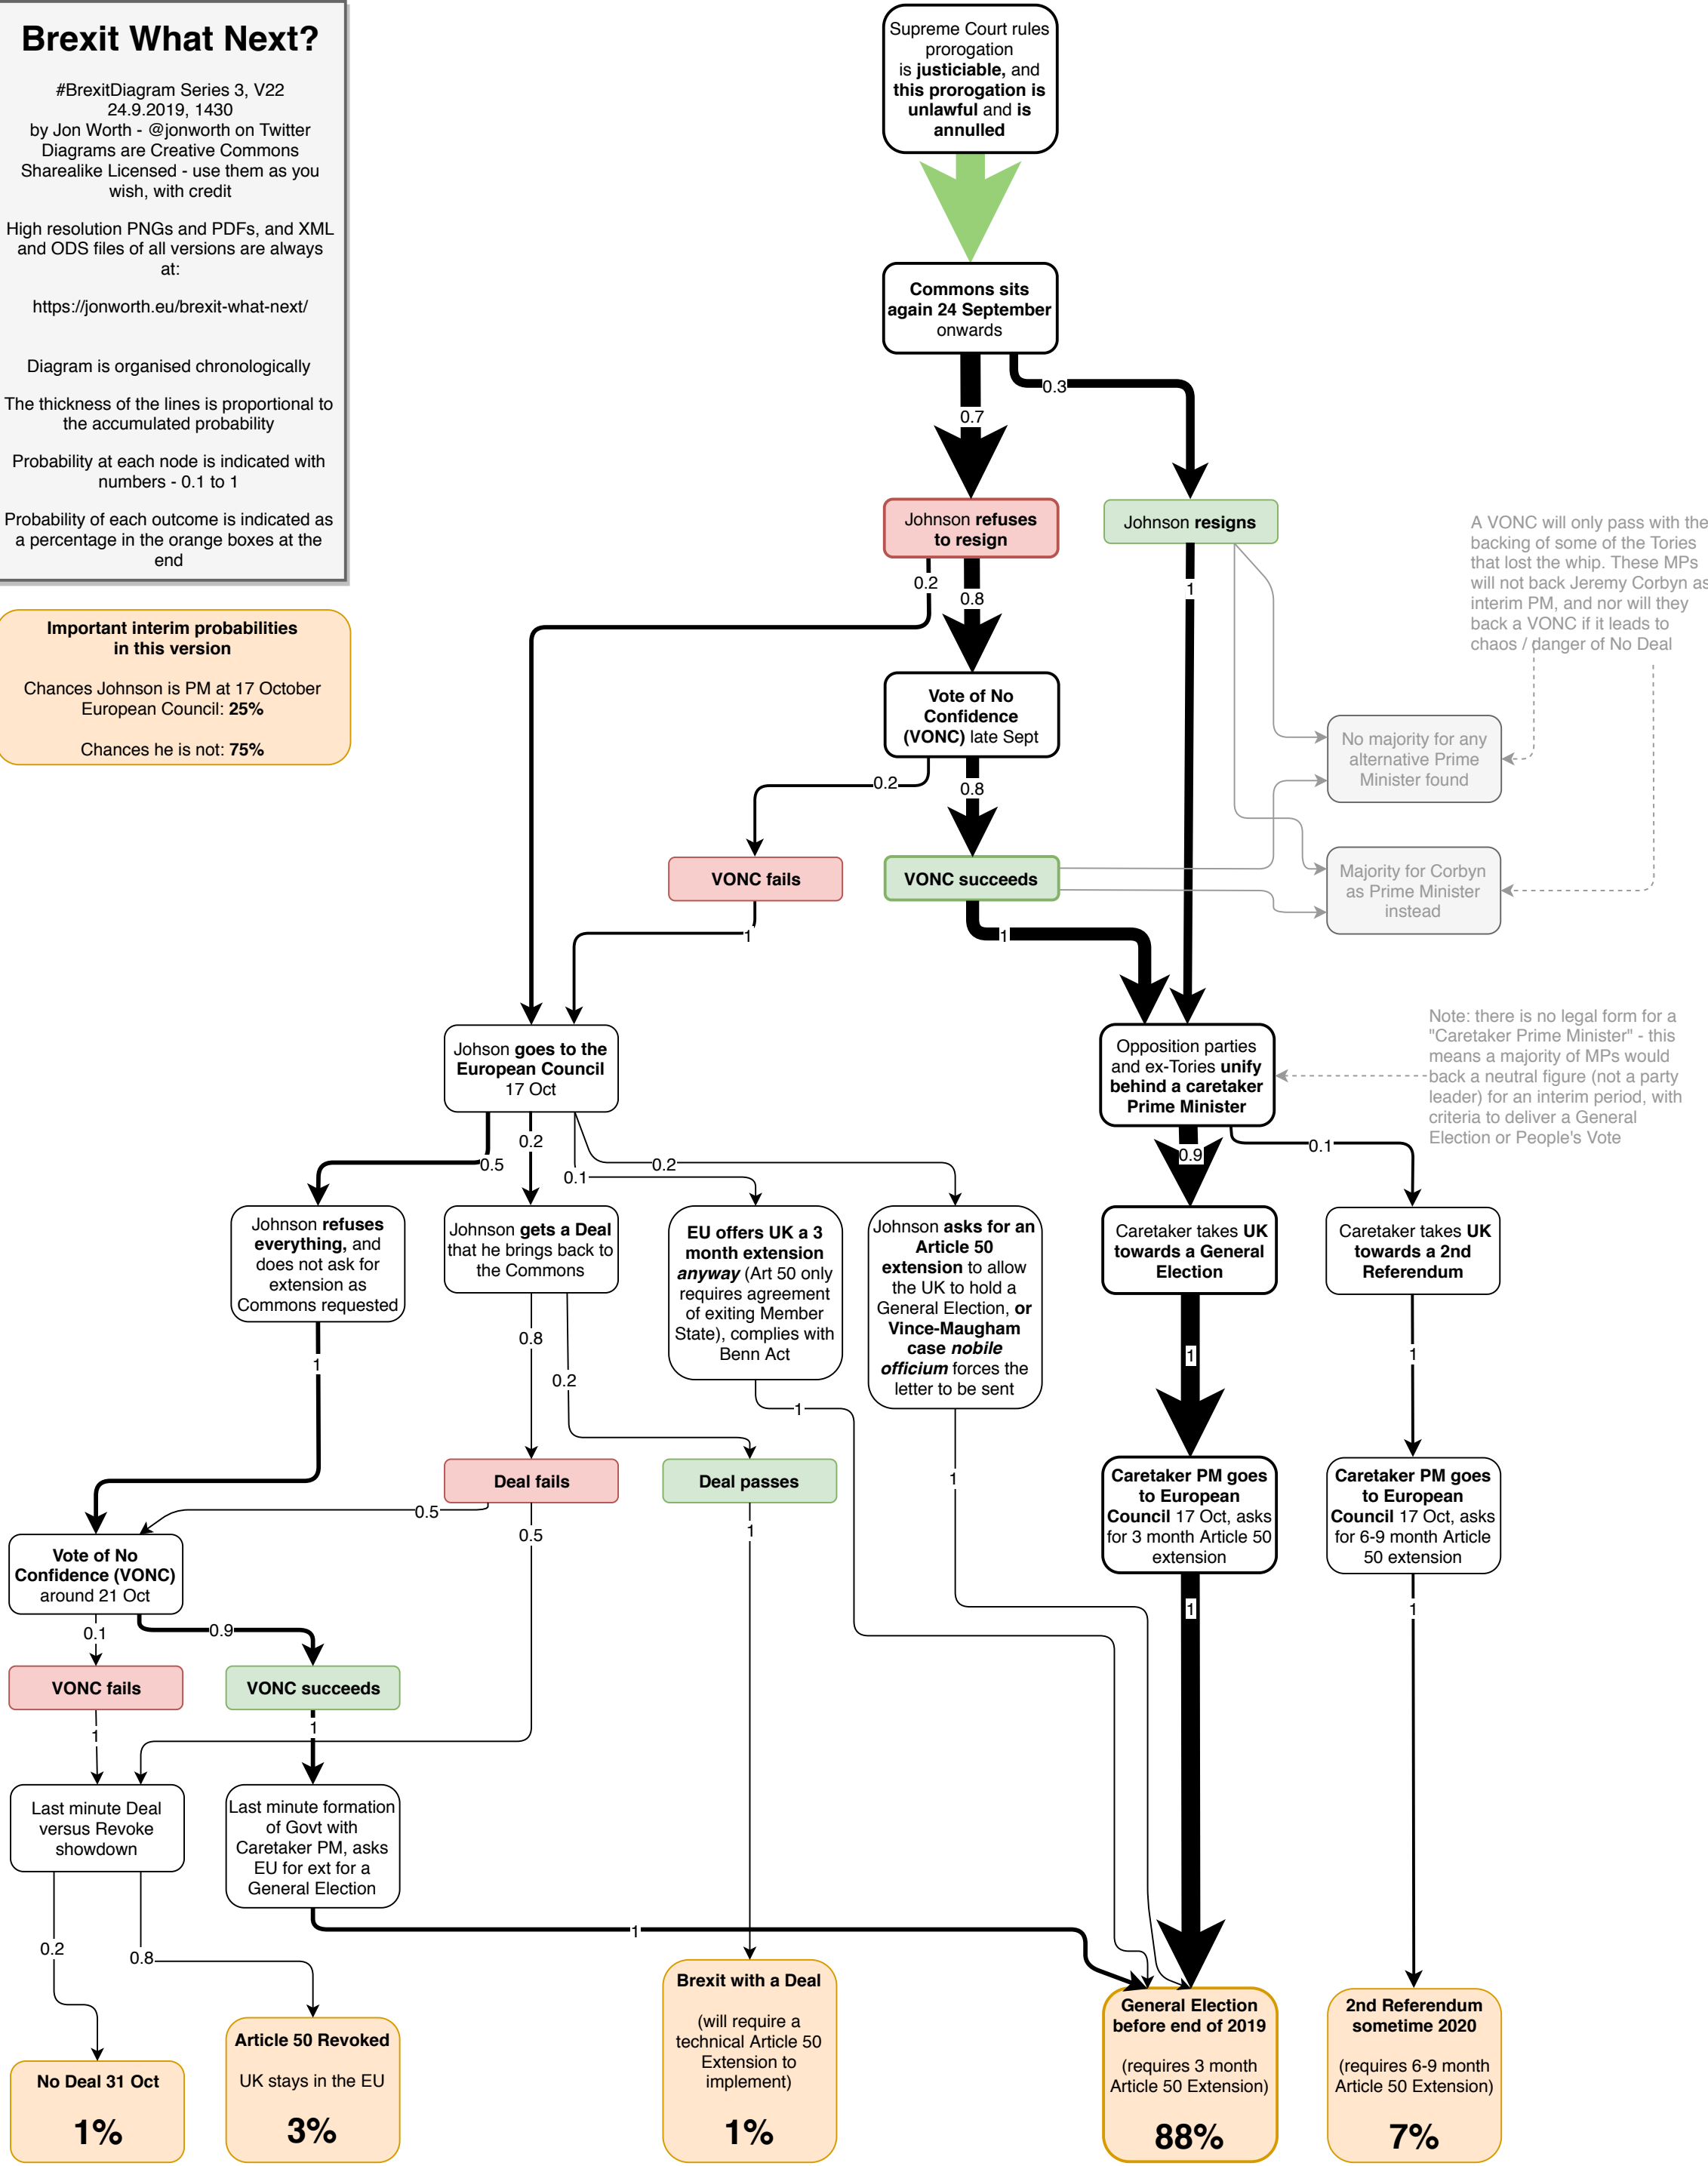 Brexit What Next?
#BrexitDiagram Series 3, V22
24.9.2019, 1430
by Jon Worth - @jonworth on Twitter
Diagrams are Creative Commons
Sharealike Licensed - use them as you
wish, with credit
High resolution PNGs and PDFs, and XML
and ODS files of all versions are always
at:
https://jonworth.eu/brexit-what-next/
Diagram is organised chronologically
The thickness of the lines is proportional to
the accumulated probability
Probability at each node is indicated with
numbers - 0.1 to 1
Probability of each outcome is indicated as
a percentage in the orange boxes at the
end
Important interim probabilities
in this version
Chances Johnson is PM at 17 October
European Council: 25%
Chances he is not: 75%
Supreme Court rules
prorogation
is justiciable, and
this prorogation is
unlawful and is
annulled
Commons sits
again 24 September
onwards
0.3
0.7
Johnson refuses
to resign
Johnson resigns
A VONC will only pass with the
backing of some of the Tories
that lost the whip. These MPs
will not back Jeremy Corbyn as
interim PM, and nor will they
back a VONC if it leads to
chaos / danger of No Deal
0.2
0.8
1
Vote of No
Confidence
(VONC) late Sept
No majority for any
alternative Prime
Minister found
0.2
0.8
VONC fails
VONC succeeds
Majority for Corbyn
as Prime Minister
instead
1
1
Johson goes to the
European Council
17 Oct
Opposition parties
and ex-Tories unify
behind a caretaker
Prime Minister
Note: there is no legal form for a
"Caretaker Prime Minister" - this
means a majority of MPs would
back a neutral figure (not a party
leader) for an interim period, with
criteria to deliver a General
Election or People's Vote
0.5
0.2
0.1
0.2
0.9
0.1
Johnson refuses
everything, and
does not ask for
extension as
Commons requested
Johnson gets a Deal
that he brings back to
the Commons
EU offers UK a 3
month extension
anyway (Art 50 only
requires agreement
of exiting Member
State), complies with
Benn Act
Johnson asks for an
Article 50
extension to allow
the UK to hold a
General Election, or
Vince-Maugham
case nobile
officium forces the
letter to be sent
Caretaker takes UK
towards a General
Election
Caretaker takes UK
towards a 2nd
Referendum
1
0.8
0.2
1
1
1
1
Deal fails
Deal passes
Caretaker PM goes
to European
Council 17 Oct, asks
for 3 month Article 50
extension
Caretaker PM goes
to European
Council 17 Oct, asks
for 6-9 month Article
50 extension
0.5
0.5
1
Vote of No
Confidence (VONC)
around 21 Oct
0.1
0.9
1
1
VONC fails
VONC succeeds
1
1
Last minute Deal
versus Revoke
showdown
Last minute formation
of Govt with
Caretaker PM, asks
EU for ext for a
General Election
0.2
0.8
1
No Deal 31 Oct
1%
Article 50 Revoked
UK stays in the EU
3%
Brexit with a Deal
(will require a
technical Article 50
Extension to
implement)
1%
General Election
before end of 2019
(requires 3 month
Article 50 Extension)
88%
2nd Referendum
sometime 2020
(requires 6-9 month
Article 50 Extension)
7%